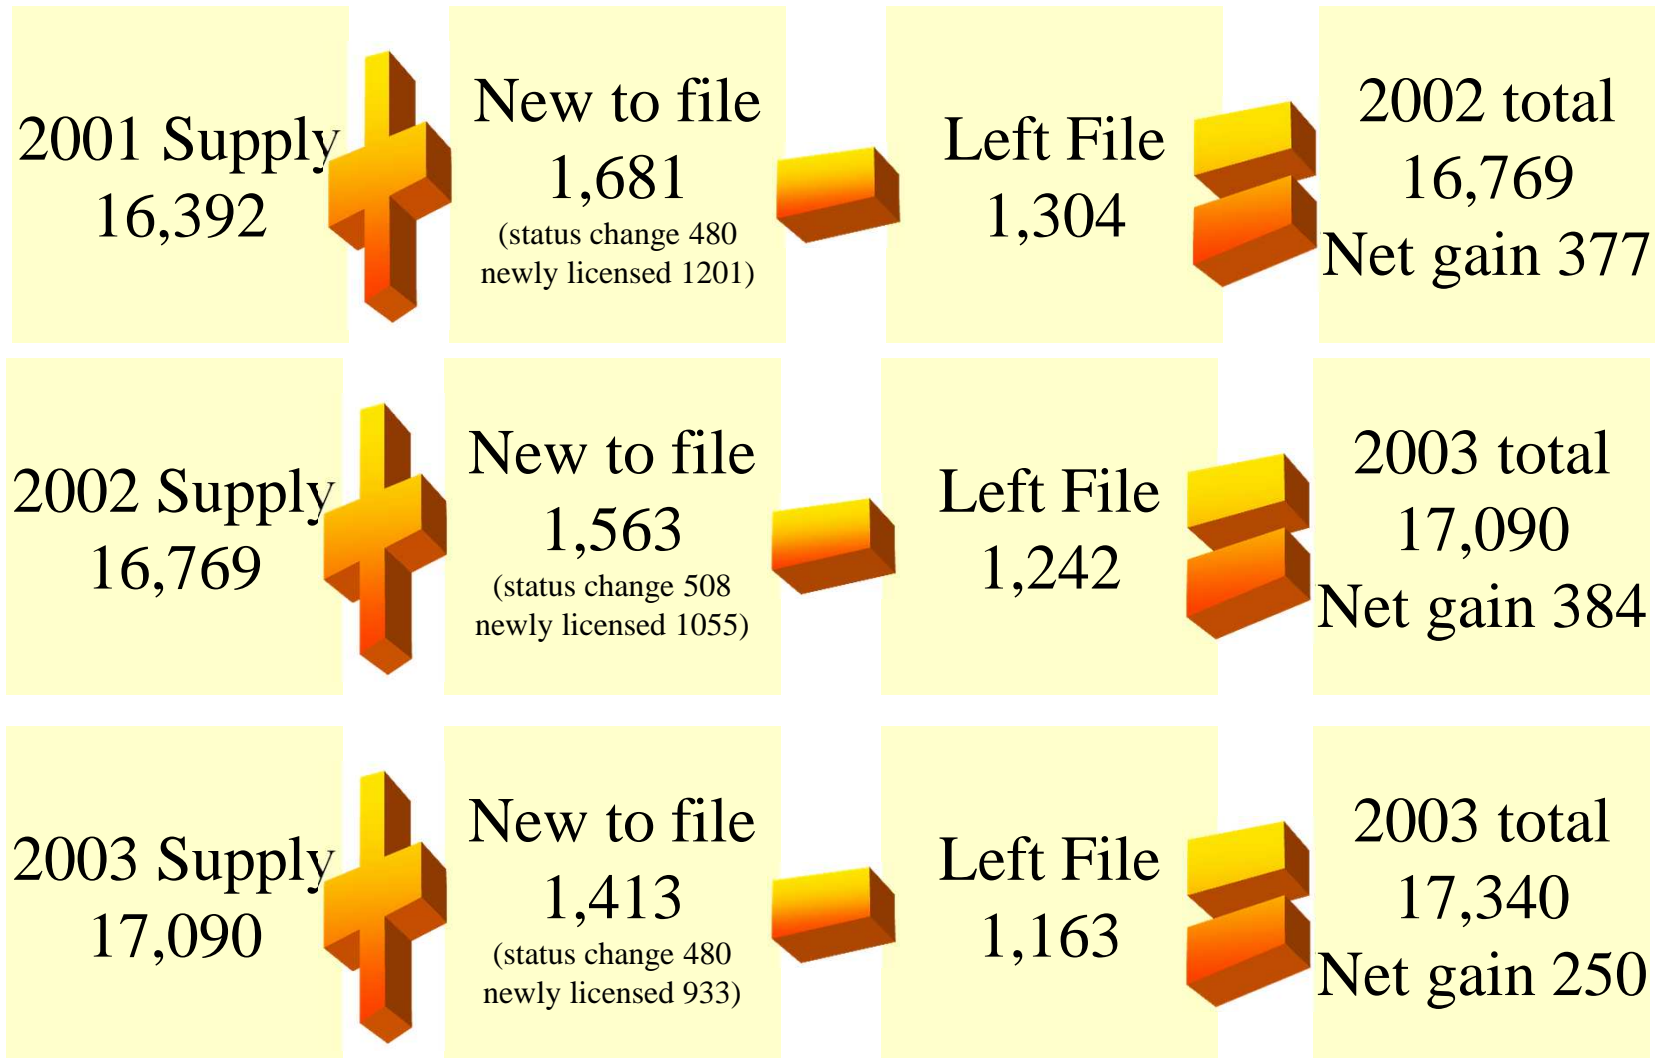 2001 Supply
16,392
New to file
1,681
(status change 480
newly licensed 1201)
Left File
1,304
2002 total
16,769
Net gain 377
2002 Supply
16,769
New to file
1,563
(status change 508
newly licensed 1055)
Left File
1,242
2003 total
17,090
Net gain 384
2003 Supply
17,090
New to file
1,413
(status change 480
newly licensed 933)
Left File
1,163
2003 total
17,340
Net gain 250